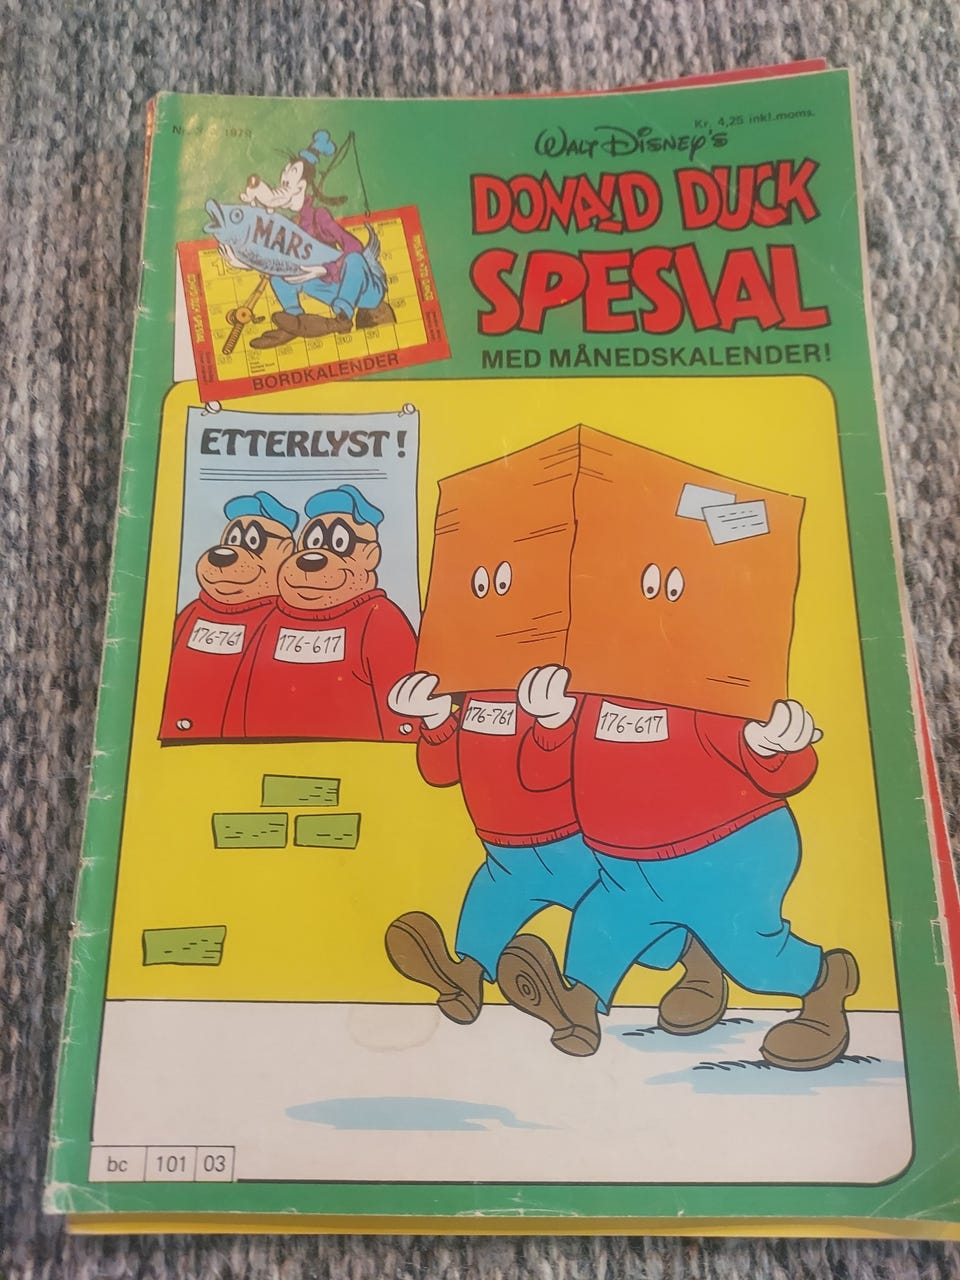 1979
Kr. 4,25 inkl.moms.
WALT DISNEY'S
DONALD DUCK
SPESIAL
MED MÅNEDSKALENDER!
MARS
BORDKALENDER
ETTERLYST!
176-761
176-617
176-761
176-617
bc 101 03